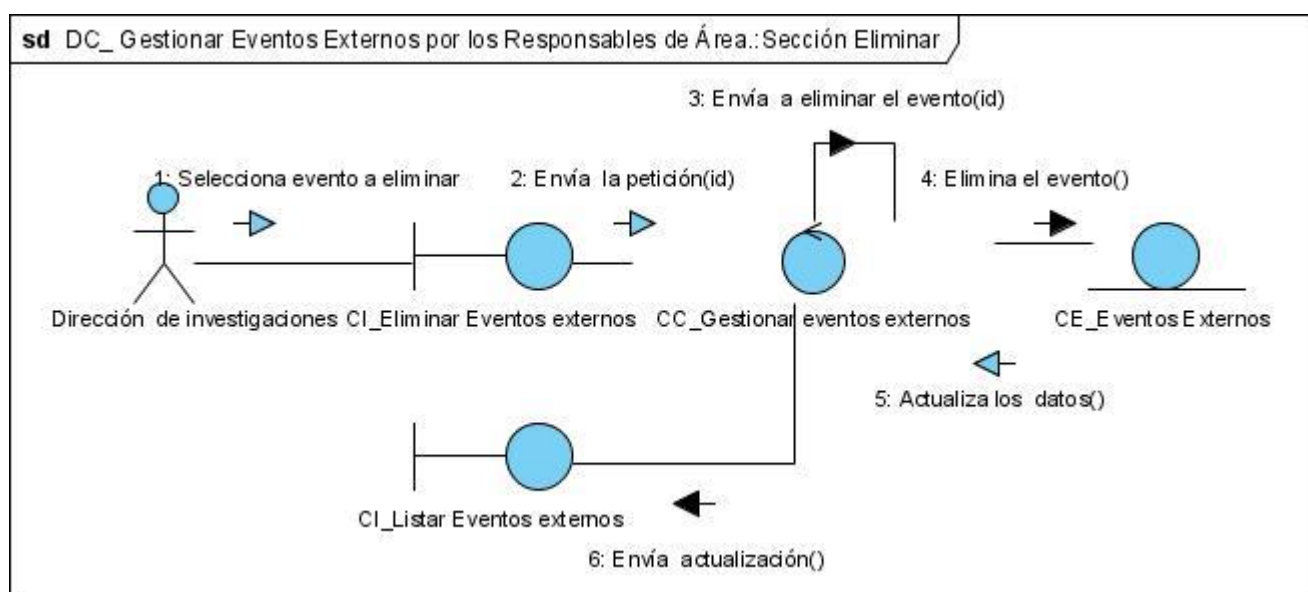 sd DC_ Gestionar Eventos Externos por los Responsables de Área.:Sección Eliminar
3: Envía a eliminar el evento(id)
1: Selecciona evento a eliminar
2: Envía la petición(id)
4: Elimina el evento()
Dirección de investigaciones
CI_Eliminar Eventos externos
CC_Gestionar eventos externos
CE_Eventos Externos
5: Actualiza los datos()
CI_Listar Eventos externos
6: Envía actualización()